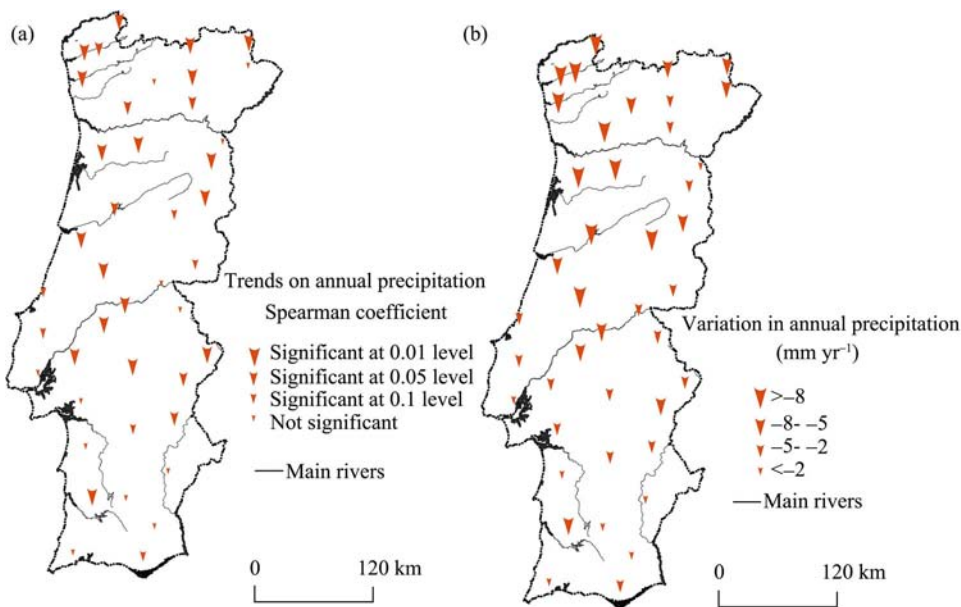 (a)
Trends on annual precipitation
Spearman coefficient
Significant at 0.01 level
Significant at 0.05 level
Significant at 0.1 level
Not significant
Main rivers
0 120 km
(b)
Variation in annual precipitation
(mm yr⁻¹)
>–8
–8- –5
–5- –2
<–2
Main rivers
0 120 km